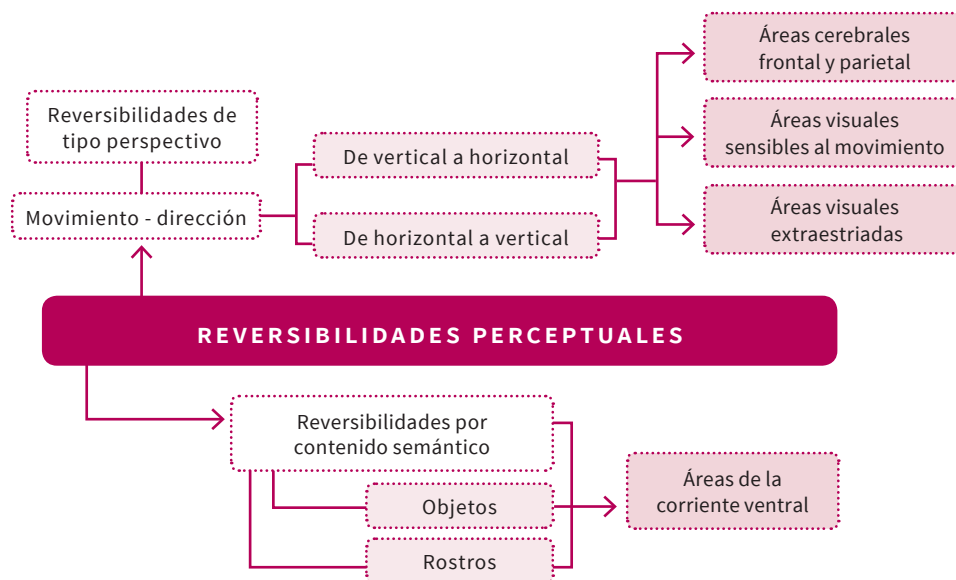 Áreas cerebrales
frontal y parietal
Reversibilidades de
tipo perspectivo
Áreas visuales
sensibles al movimiento
De vertical a horizontal
Movimiento - dirección
De horizontal a vertical
Áreas visuales
extraestriadas
REVERSIBILIDADES PERCEPTUALES
Reversibilidades por
contenido semántico
Áreas de la
corriente ventral
Objetos
Rostros